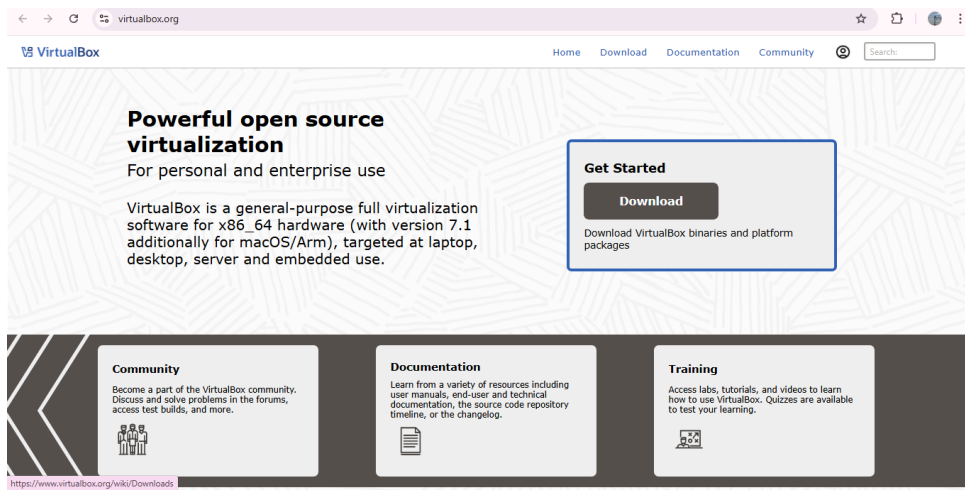 virtualbox.org
VirtualBox
Home Download Documentation Community
Search:
Powerful open source
virtualization
For personal and enterprise use
VirtualBox is a general-purpose full virtualization
software for x86_64 hardware (with version 7.1
additionally for macOS/Arm), targeted at laptop,
desktop, server and embedded use.
Get Started
Download
Download VirtualBox binaries and platform
packages
Community
Become a part of the VirtualBox community.
Discuss and solve problems in the forums,
access test builds, and more.
Documentation
Learn from a variety of resources including
user manuals, end-user and technical
documentation, the source code repository
timeline, or the changelog.
Training
Access labs, tutorials, and videos to learn
how to use VirtualBox. Quizzes are available
to test your learning.
https://www.virtualbox.org/wiki/Downloads